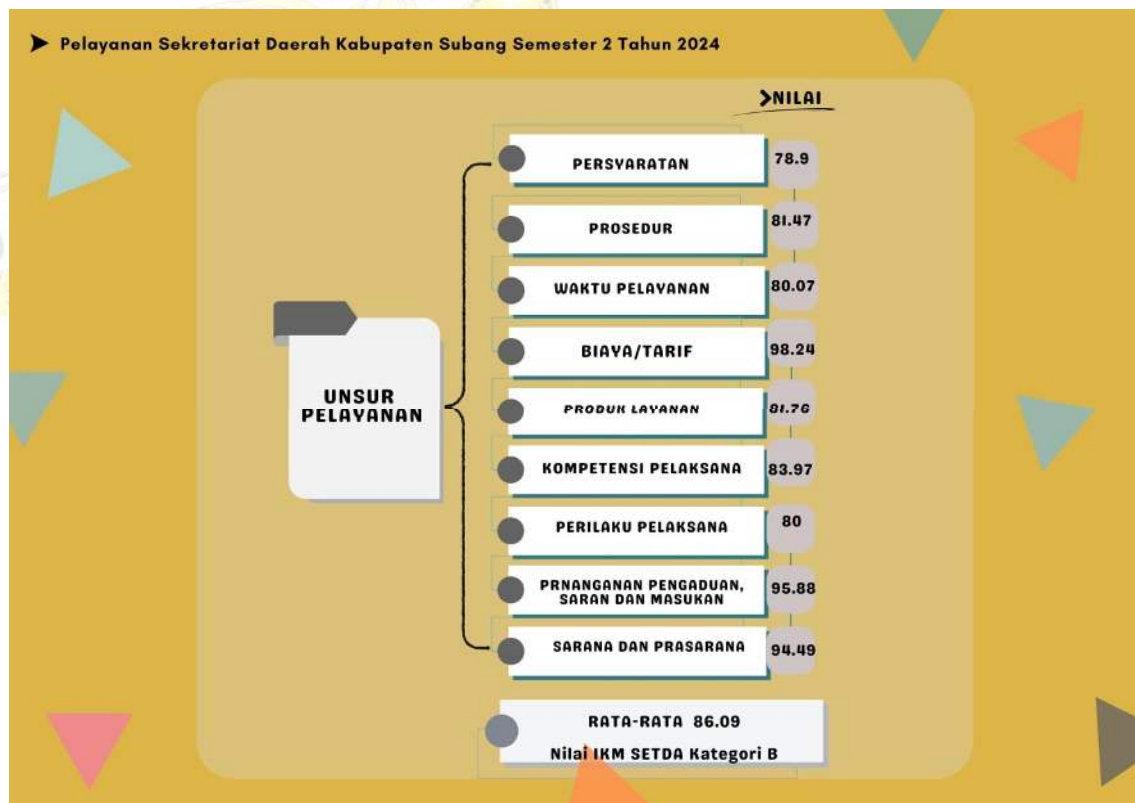 Pelayanan Sekretariat Daerah Kabupaten Subang Semester 2 Tahun 2024
NILAI
PERSYARATAN 78.9
PROSEDUR 81.47
WAKTU PELAYANAN 80.07
BIAYA/TARIF 98.24
UNSUR
PELAYANAN
PRODUK LAYANAN 81.76
KOMPETENSI PELAKSANA 83.97
PERILAKU PELAKSANA 80
PRNANGANAN PENGADUAN,
SARAN DAN MASUKAN 95.88
SARANA DAN PRASARANA 94.49
RATA-RATA 86.09
Nilai IKM SETDA Kategori B